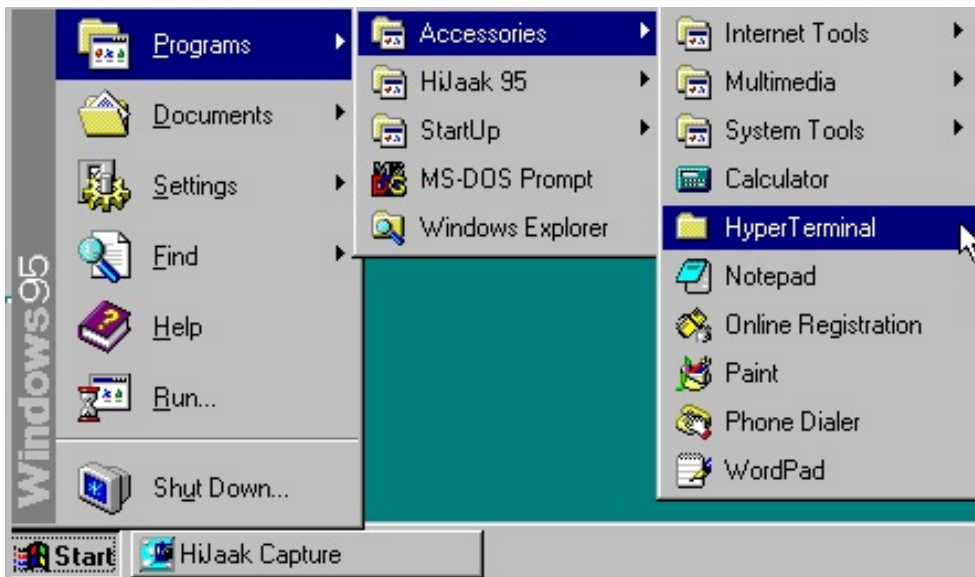 Programs
Documents
Settings
Find
Help
Run...
Shut Down...
Windows95
Accessories
HiJaak 95
StartUp
MS-DOS Prompt
Windows Explorer
Internet Tools
Multimedia
System Tools
Calculator
HyperTerminal
Notepad
Online Registration
Paint
Phone Dialer
WordPad
Start
HiJaak Capture